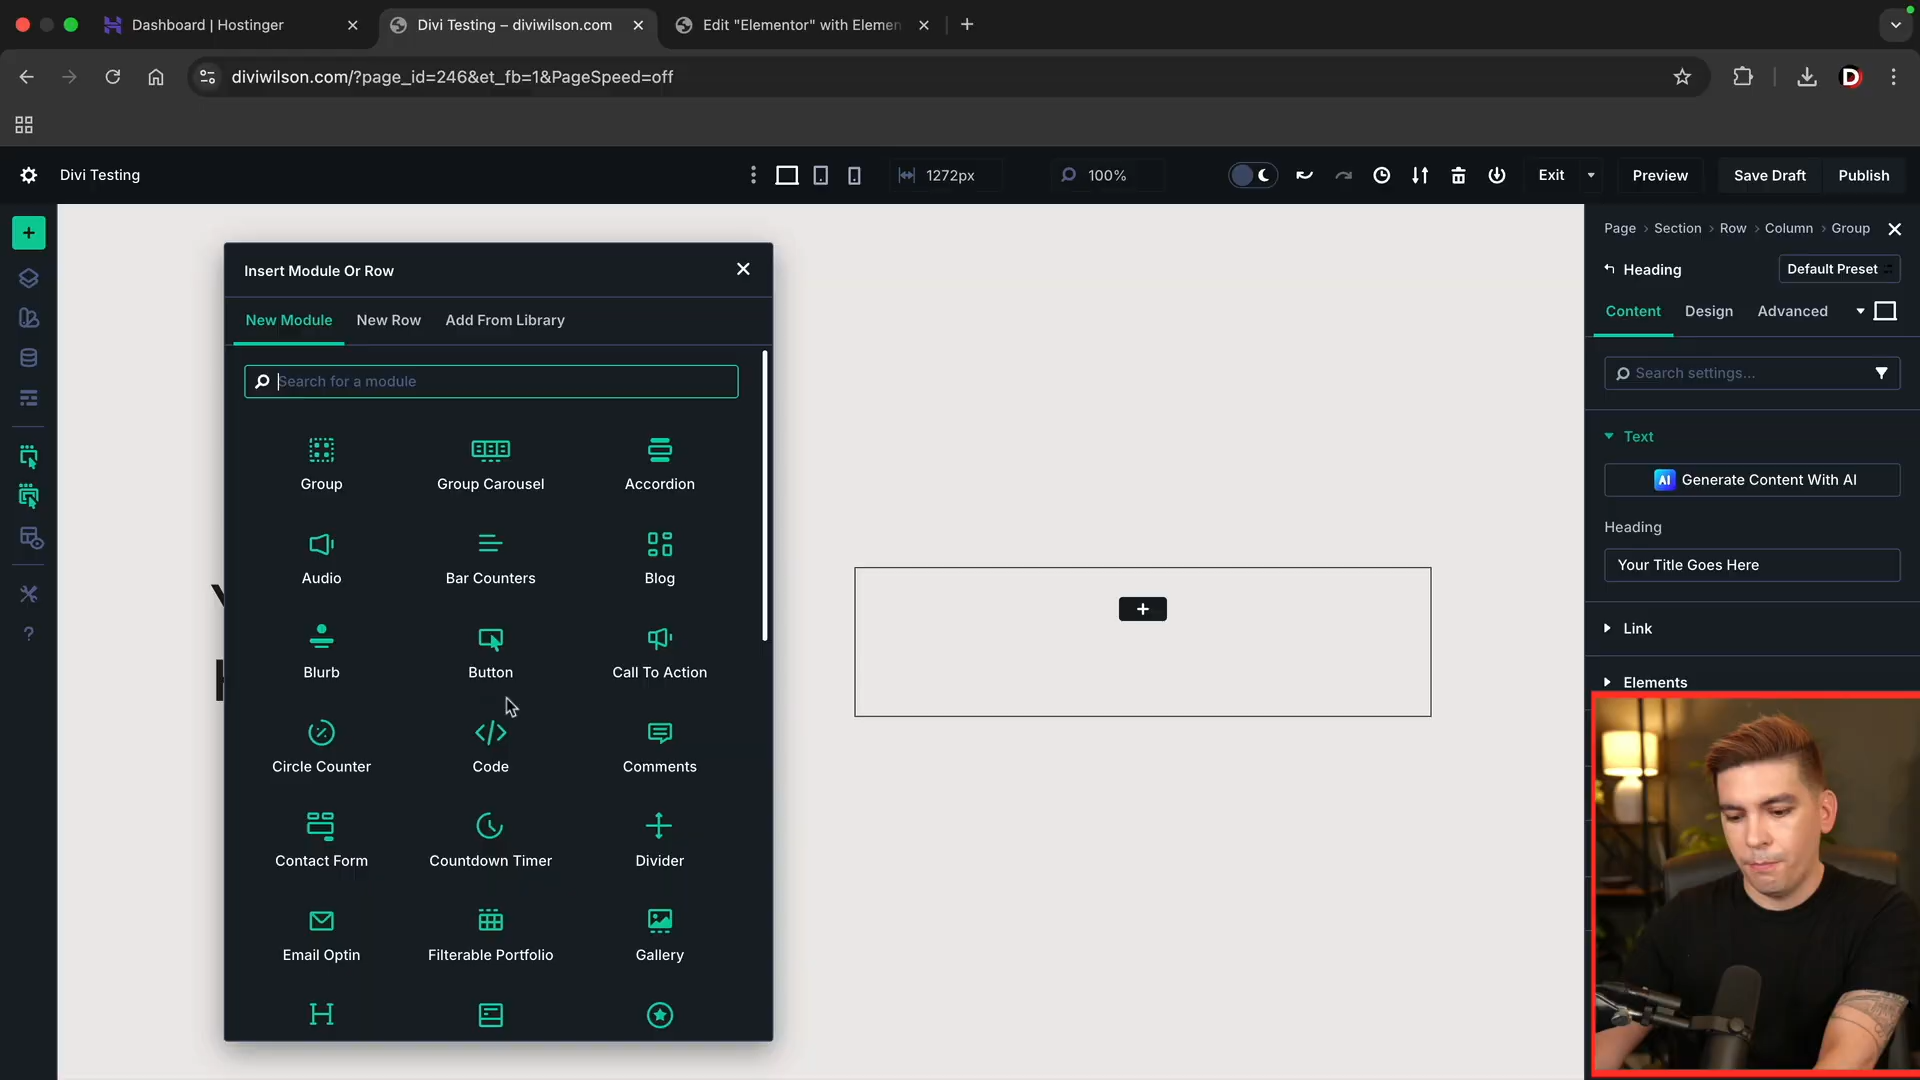 Dashboard | Hostinger
Divi Testing – diviwilson.com
Edit "Elementor" with Elemen
diviwilson.com/?page_id=246&et_fb=1&PageSpeed=off
D
Divi Testing
1272px
100%
Exit
Preview
Save Draft
Publish
Insert Module Or Row
New Module
New Row
Add From Library
Search for a module
Group
Group Carousel
Accordion
Audio
Bar Counters
Blog
Blurb
Button
Call To Action
Circle Counter
Code
Comments
Contact Form
Countdown Timer
Divider
Email Optin
Filterable Portfolio
Gallery
Page > Section > Row > Column > Group
Heading
Default Preset
Content
Design
Advanced
Search settings...
Text
AI Generate Content With AI
Heading
Your Title Goes Here
Link
Elements